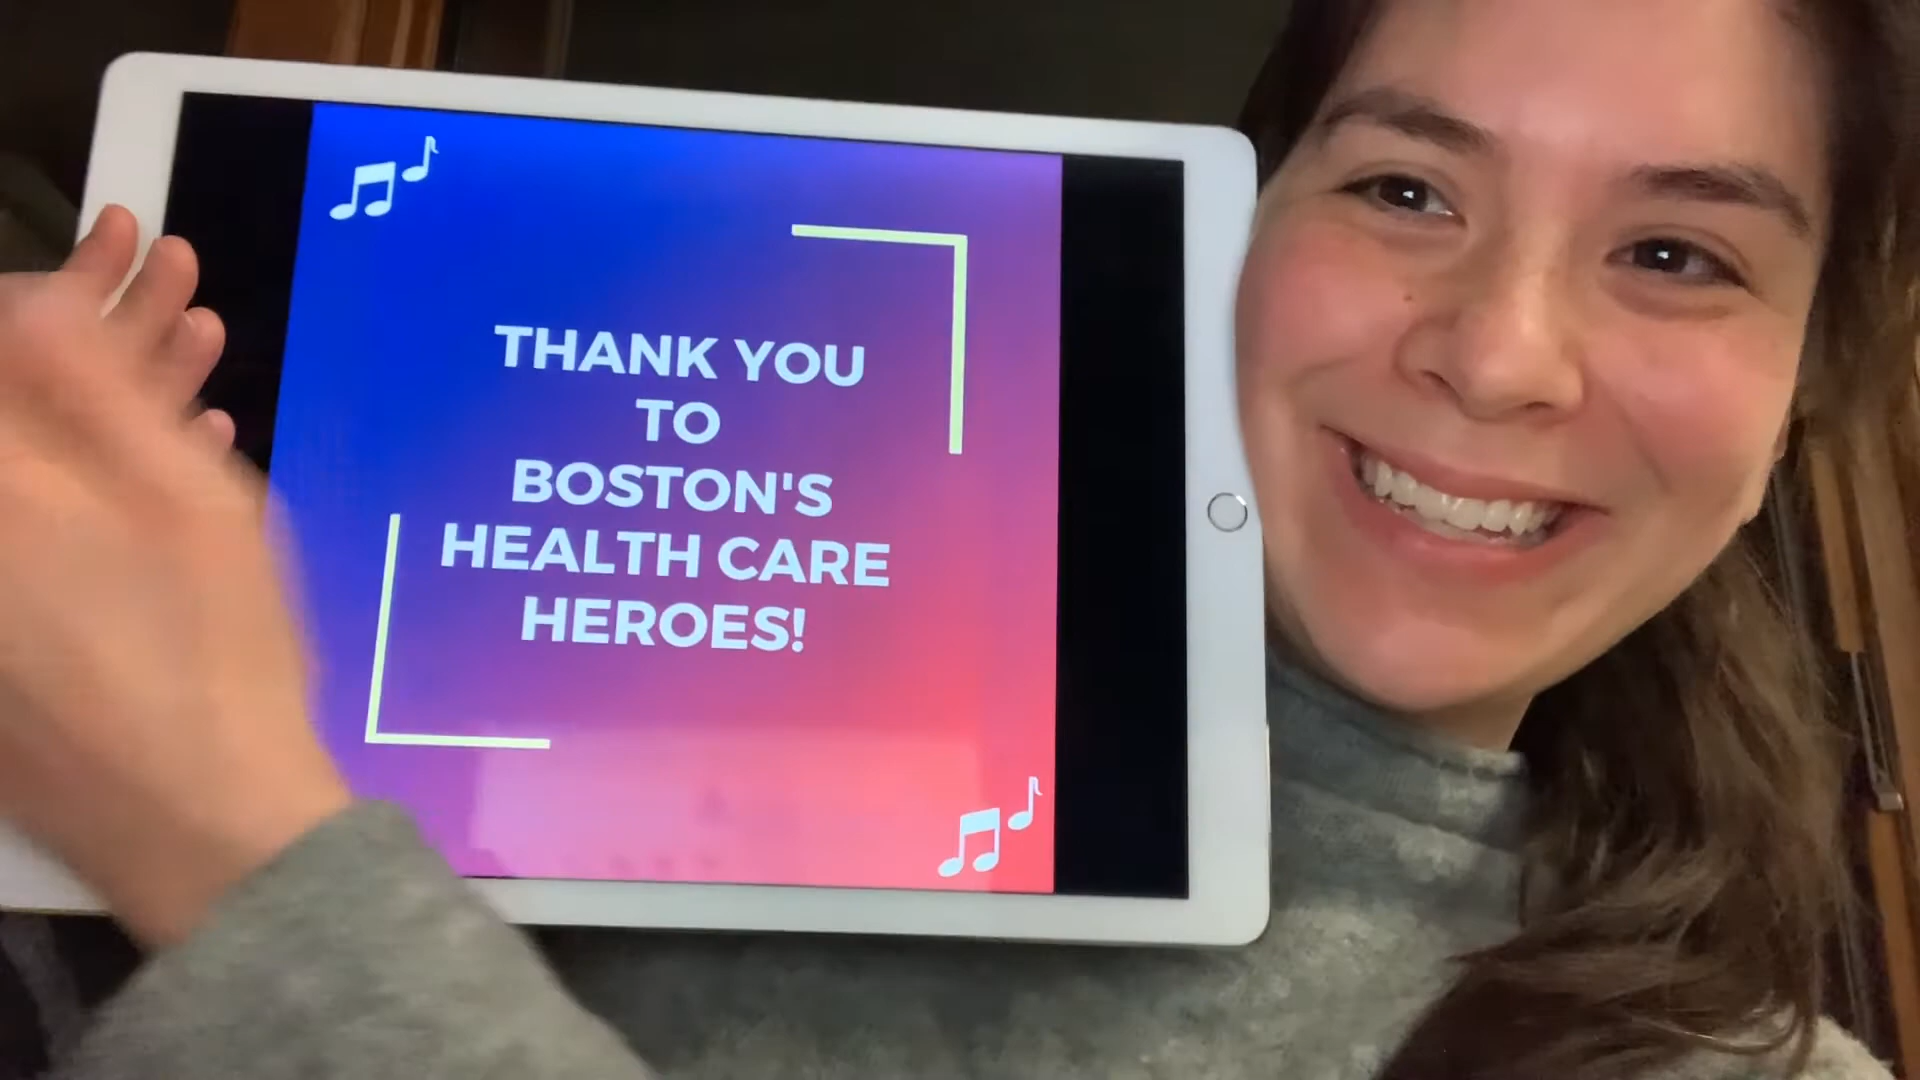 THANK YOU
TO
BOSTON'S
HEALTH CARE
HEROES!